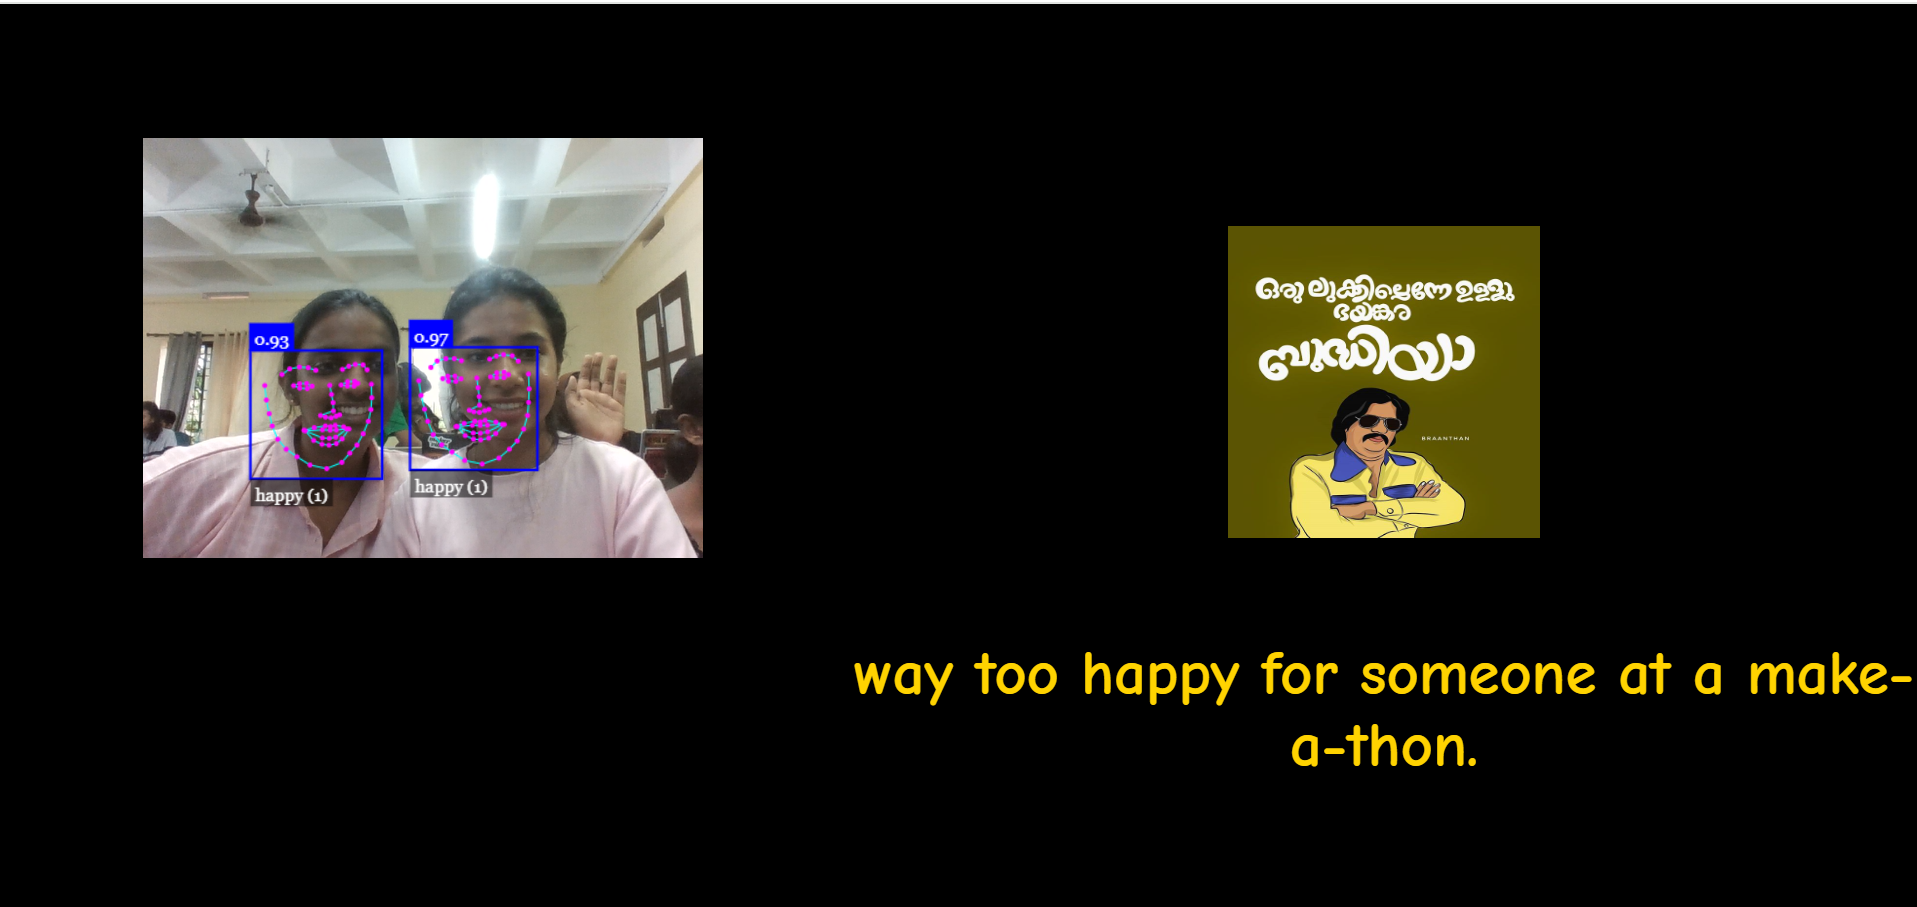 0.93
0.97
happy (1)
happy (1)
ഒരു ലുക്കില്ലെന്നേ ഉള്ളു
ഭയങ്കര
ബുദ്ധിയാ
BRAANTHAN
way too happy for someone at a make-
a-thon.